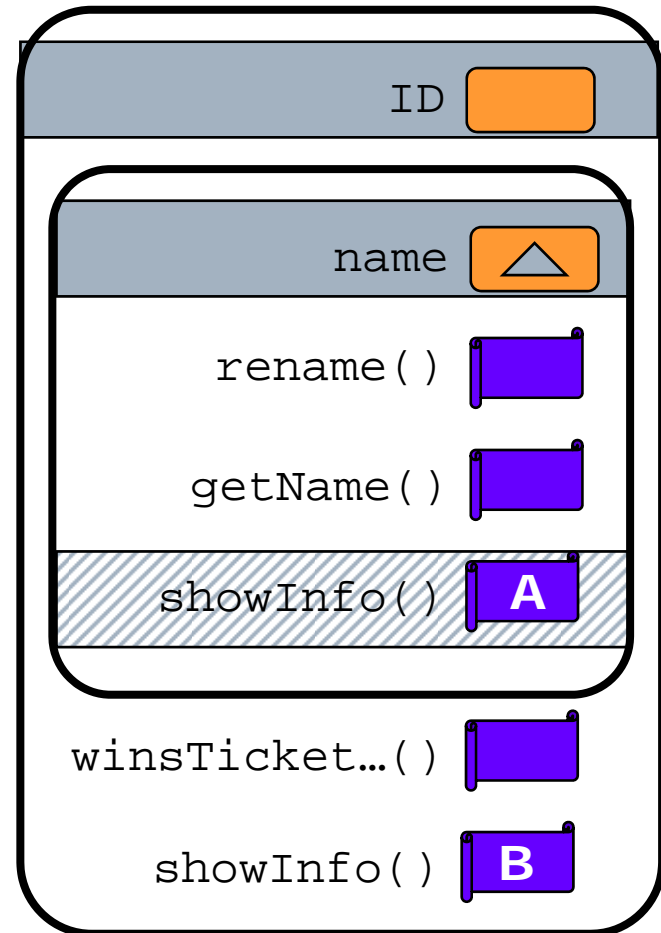 ID
name
rename()
getName()
showInfo() A
winsTicket…()
showInfo() B